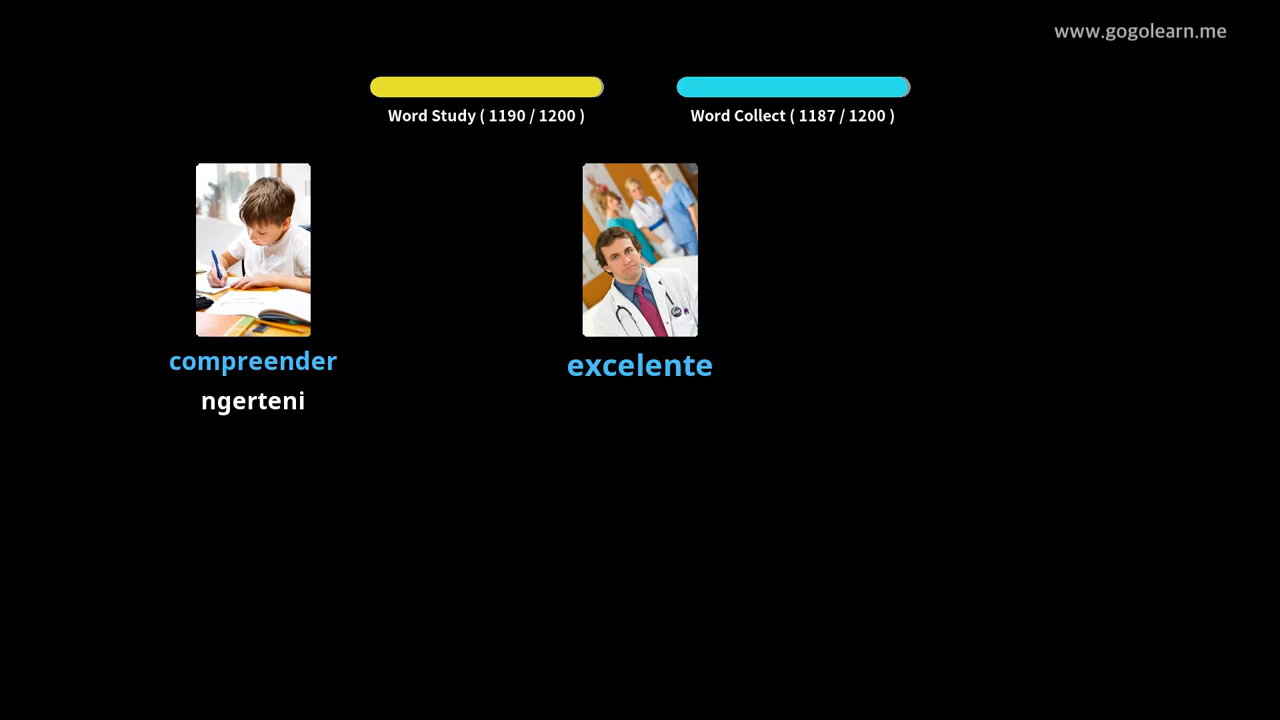 www.gogolearn.me
Word Study ( 1190 / 1200 )
Word Collect ( 1187 / 1200 )
compreender
ngerteni
excelente